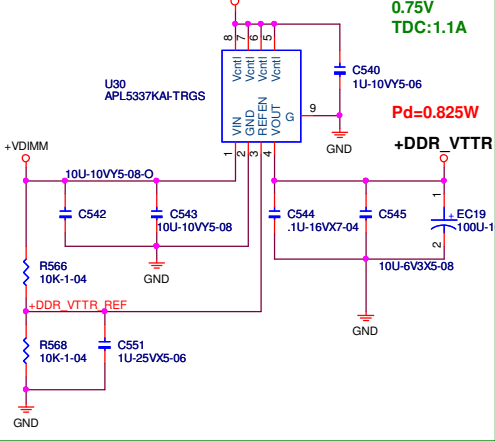 0.75V
TDC:1.1A
8
7
6
5
Vcntl
Vcntl
Vcntl
Vcntl
U30
APL5337KAI-TRGS
C540
1U-10VY5-06
VIN
GND
REFEN
VOUT
G
9
Pd=0.825W
GND
+DDR_VTTR
+VDIMM
1
2
3
4
1
10U-10VY5-08-O
C542
C543
10U-10VY5-08
C544
.1U-16VX7-04
C545
EC19
100U-1
2
10U-6V3X5-08
GND
R566
10K-1-04
+DDR_VTTR_REF
GND
R568
10K-1-04
C551
1U-25VX5-06
GND